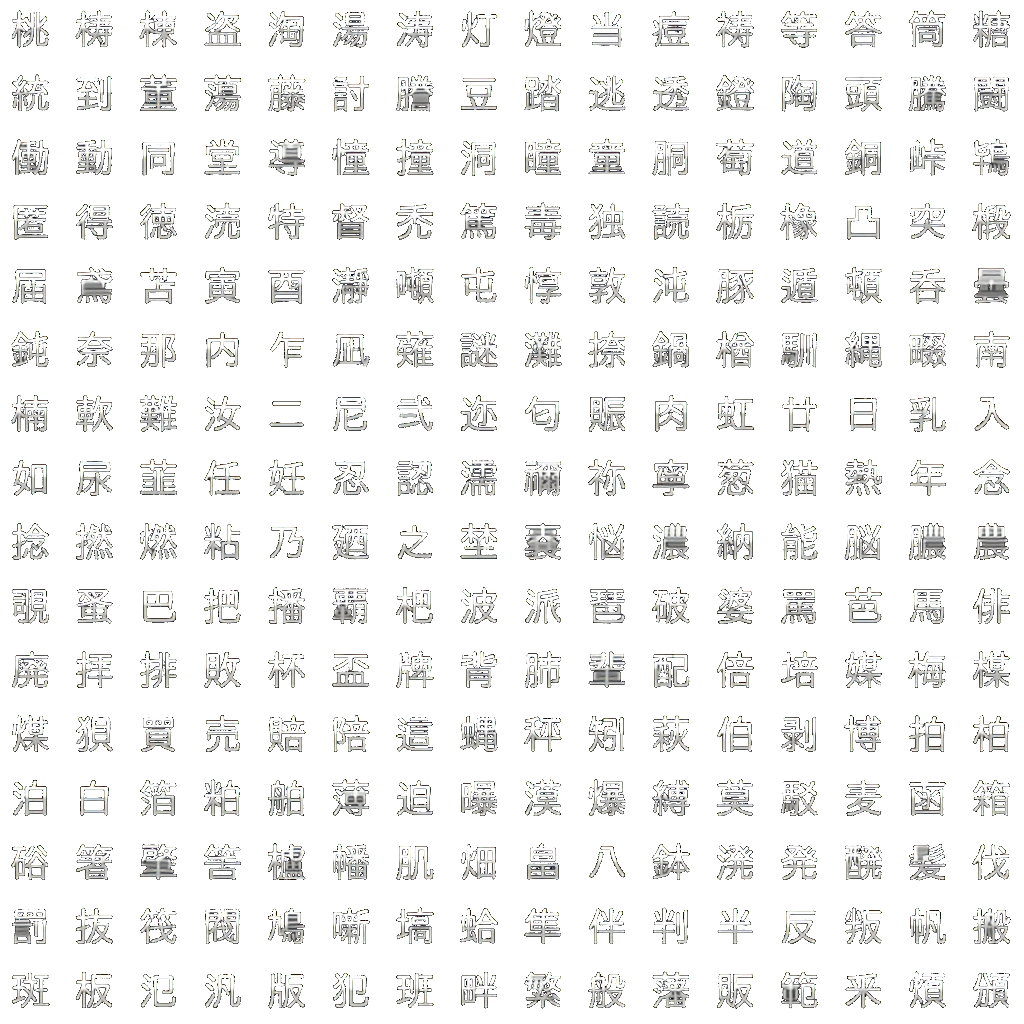 桃梼棟盗淘湯涛灯燈当痘祷等答筒糖
統到董蕩藤討謄豆踏逃透鐙陶頭騰闘
働動同堂導憧撞洞瞳童胴萄道銅峠鴇
匿得徳涜特督禿篤毒独読栃橡凸突椴
届鳶苫寅酉瀞噸屯惇敦沌豚遁頓呑曇
鈍奈那内乍凪薙謎灘捺鍋楢馴縄畷南
楠軟難汝二尼弐迩匂賑肉虹廿日乳入
如尿韮任妊忍認濡禰祢寧葱猫熱年念
捻撚燃粘乃廼之埜嚢悩濃納能脳膿農
覗蚤巴把播覇杷波派琶破婆罵芭馬俳
廃拝排敗杯盃牌背肺輩配倍培媒梅楳
煤狽買売賠陪這蝿秤矧萩伯剥博拍柏
泊白箔粕舶薄迫曝漠爆縛莫駁麦函箱
硲箸肇筈櫨幡肌畑畠八鉢溌発醗髪伐
罰抜筏閥鳩噺塙蛤隼伴判半反叛帆搬
斑板氾汎版犯班畔繁般藩販範釆煩頒